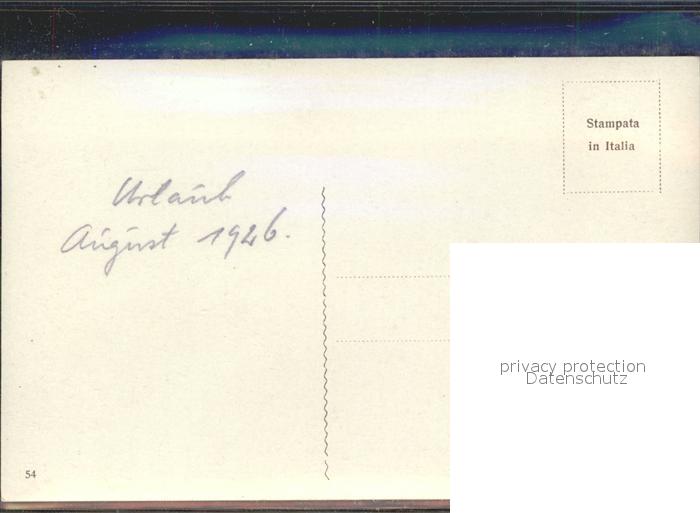 Stampata
in Italia
Urlaub
August 1926.
privacy protection
Datenschutz
54